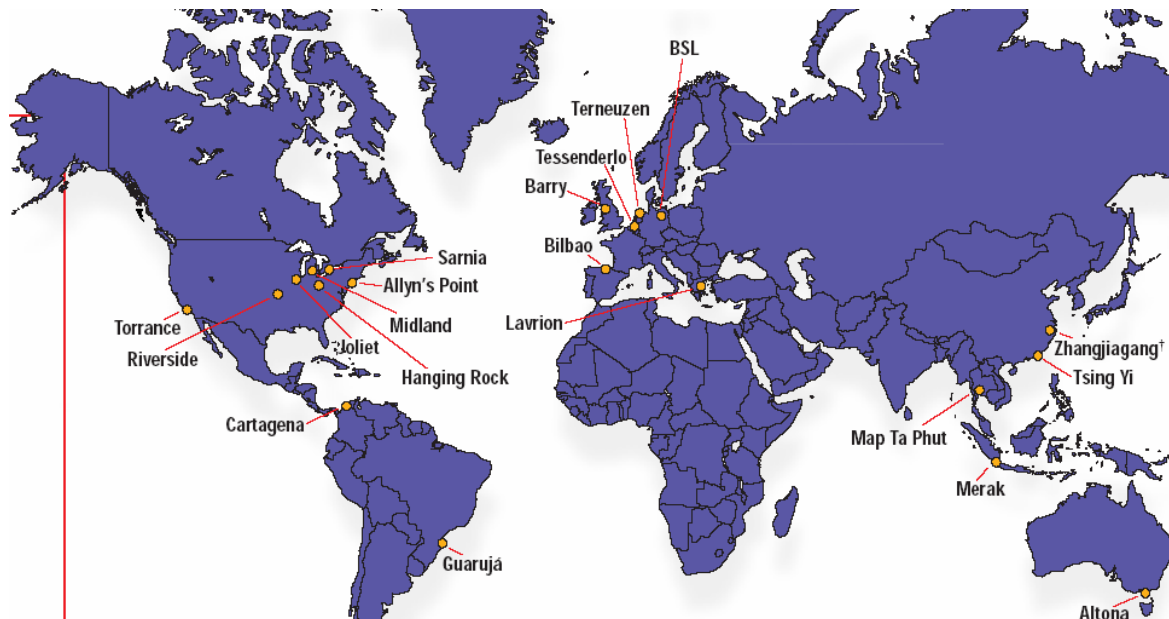 BSL
Terneuzen
Tessenderlo
Barry
Bilbao
Sarnia
Allyn's Point
Lavrion
Midland
Torrance
Riverside
Joliet
Zhangjiagang†
Hanging Rock
Tsing Yi
Cartagena
Map Ta Phut
Merak
Guarujá
Altona